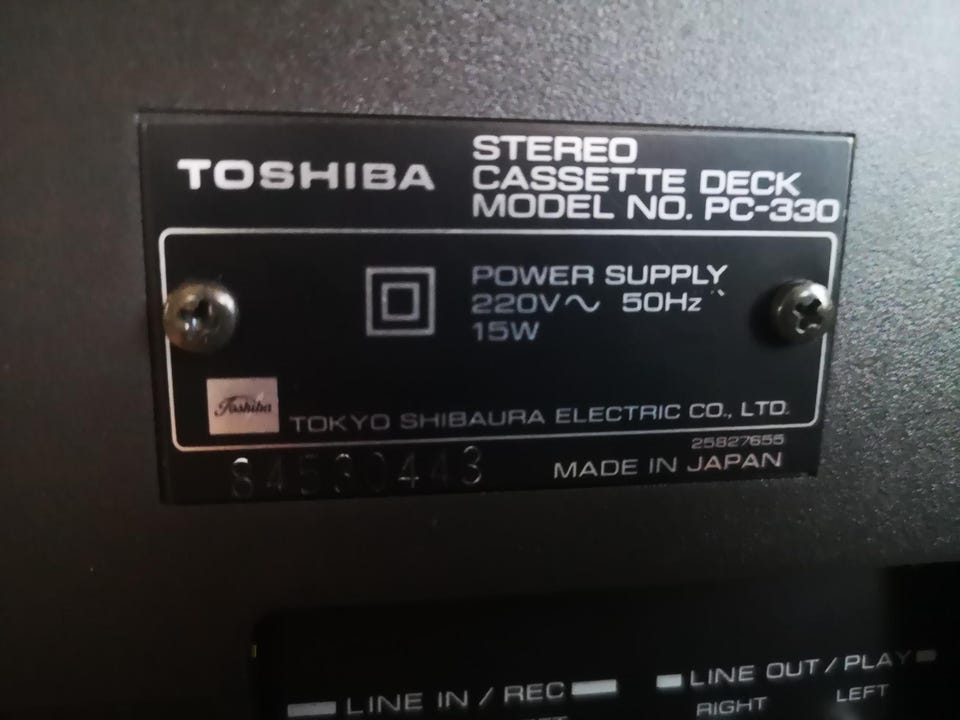 TOSHIBA
STEREO
CASSETTE DECK
MODEL NO. PC-330
POWER SUPPLY
220V~ 50Hz
15W
Toshiba
TOKYO SHIBAURA ELECTRIC CO., LTD.
25827655
84530443
MADE IN JAPAN
LINE IN / REC
LINE OUT / PLAY
RIGHT LEFT